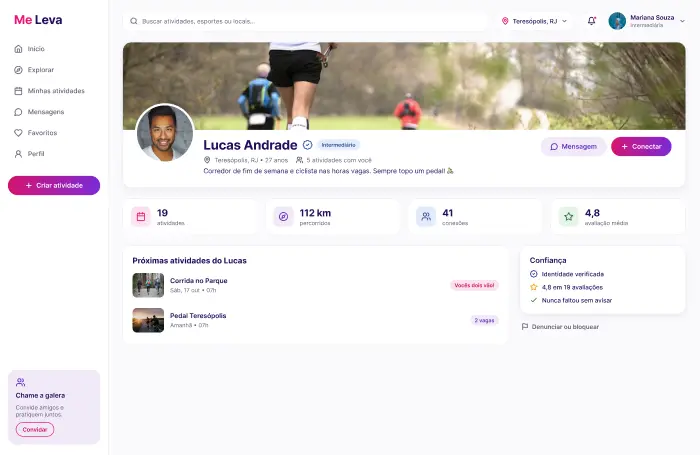 Me Leva
Início
Explorar
Minhas atividades
Mensagens
Favoritos
Perfil
+ Criar atividade
Chame a galera
Convide amigos e
pratiquem juntos.
Convidar
Buscar atividades, esportes ou locais...
Teresópolis, RJ
Mariana Souza
Intermediária
Lucas Andrade
Intermediário
Teresópolis, RJ • 27 anos
5 atividades com você
Corredor de fim de semana e ciclista nas horas vagas. Sempre topo um pedal! 🚴
Mensagem
+ Conectar
19
atividades
112 km
percorridos
41
conexões
4,8
avaliação média
Próximas atividades do Lucas
Corrida no Parque
Sáb, 17 out • 07h
Vocês dois vão!
Pedal Teresópolis
Amanhã • 07h
2 vagas
Confiança
Identidade verificada
4,8 em 19 avaliações
Nunca faltou sem avisar
Denunciar ou bloquear